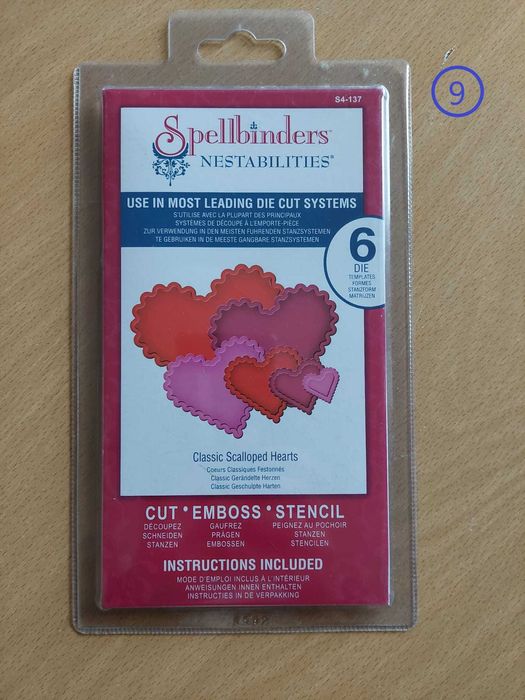 S4-137
9
Spellbinders™
NESTABILITIES®
USE IN MOST LEADING DIE CUT SYSTEMS
S'UTILISE AVEC LA PLUPART DES PRINCIPAUX
SYSTÈMES DE DÉCOUPE À L'EMPORTE-PIÈCE
ZUR VERWENDUNG IN DEN MEISTEN FÜHRENDEN STANZSYSTEMEN
TE GEBRUIKEN IN DE MEESTE GANGBARE STANZSYSTEMEN
6
DIE
TEMPLATES
FORMES
STANZFORM
MATRIJZEN
Classic Scalloped Hearts
Coeurs Classiques Festonnés
Classic Gerändelte Herzen
Classic Geschulpte Harten
CUT • EMBOSS • STENCIL
DÉCOUPEZ GAUFREZ PEIGNEZ AU POCHOIR
SCHNEIDEN PRÄGEN STANZEN
STANZEN EMBOSSEN STENCILEN
INSTRUCTIONS INCLUDED
MODE D'EMPLOI INCLUS À L'INTÉRIEUR
ANWEISUNGEN INNEN ENTHALTEN
INSTRUCTIES IN DE VERPAKKING